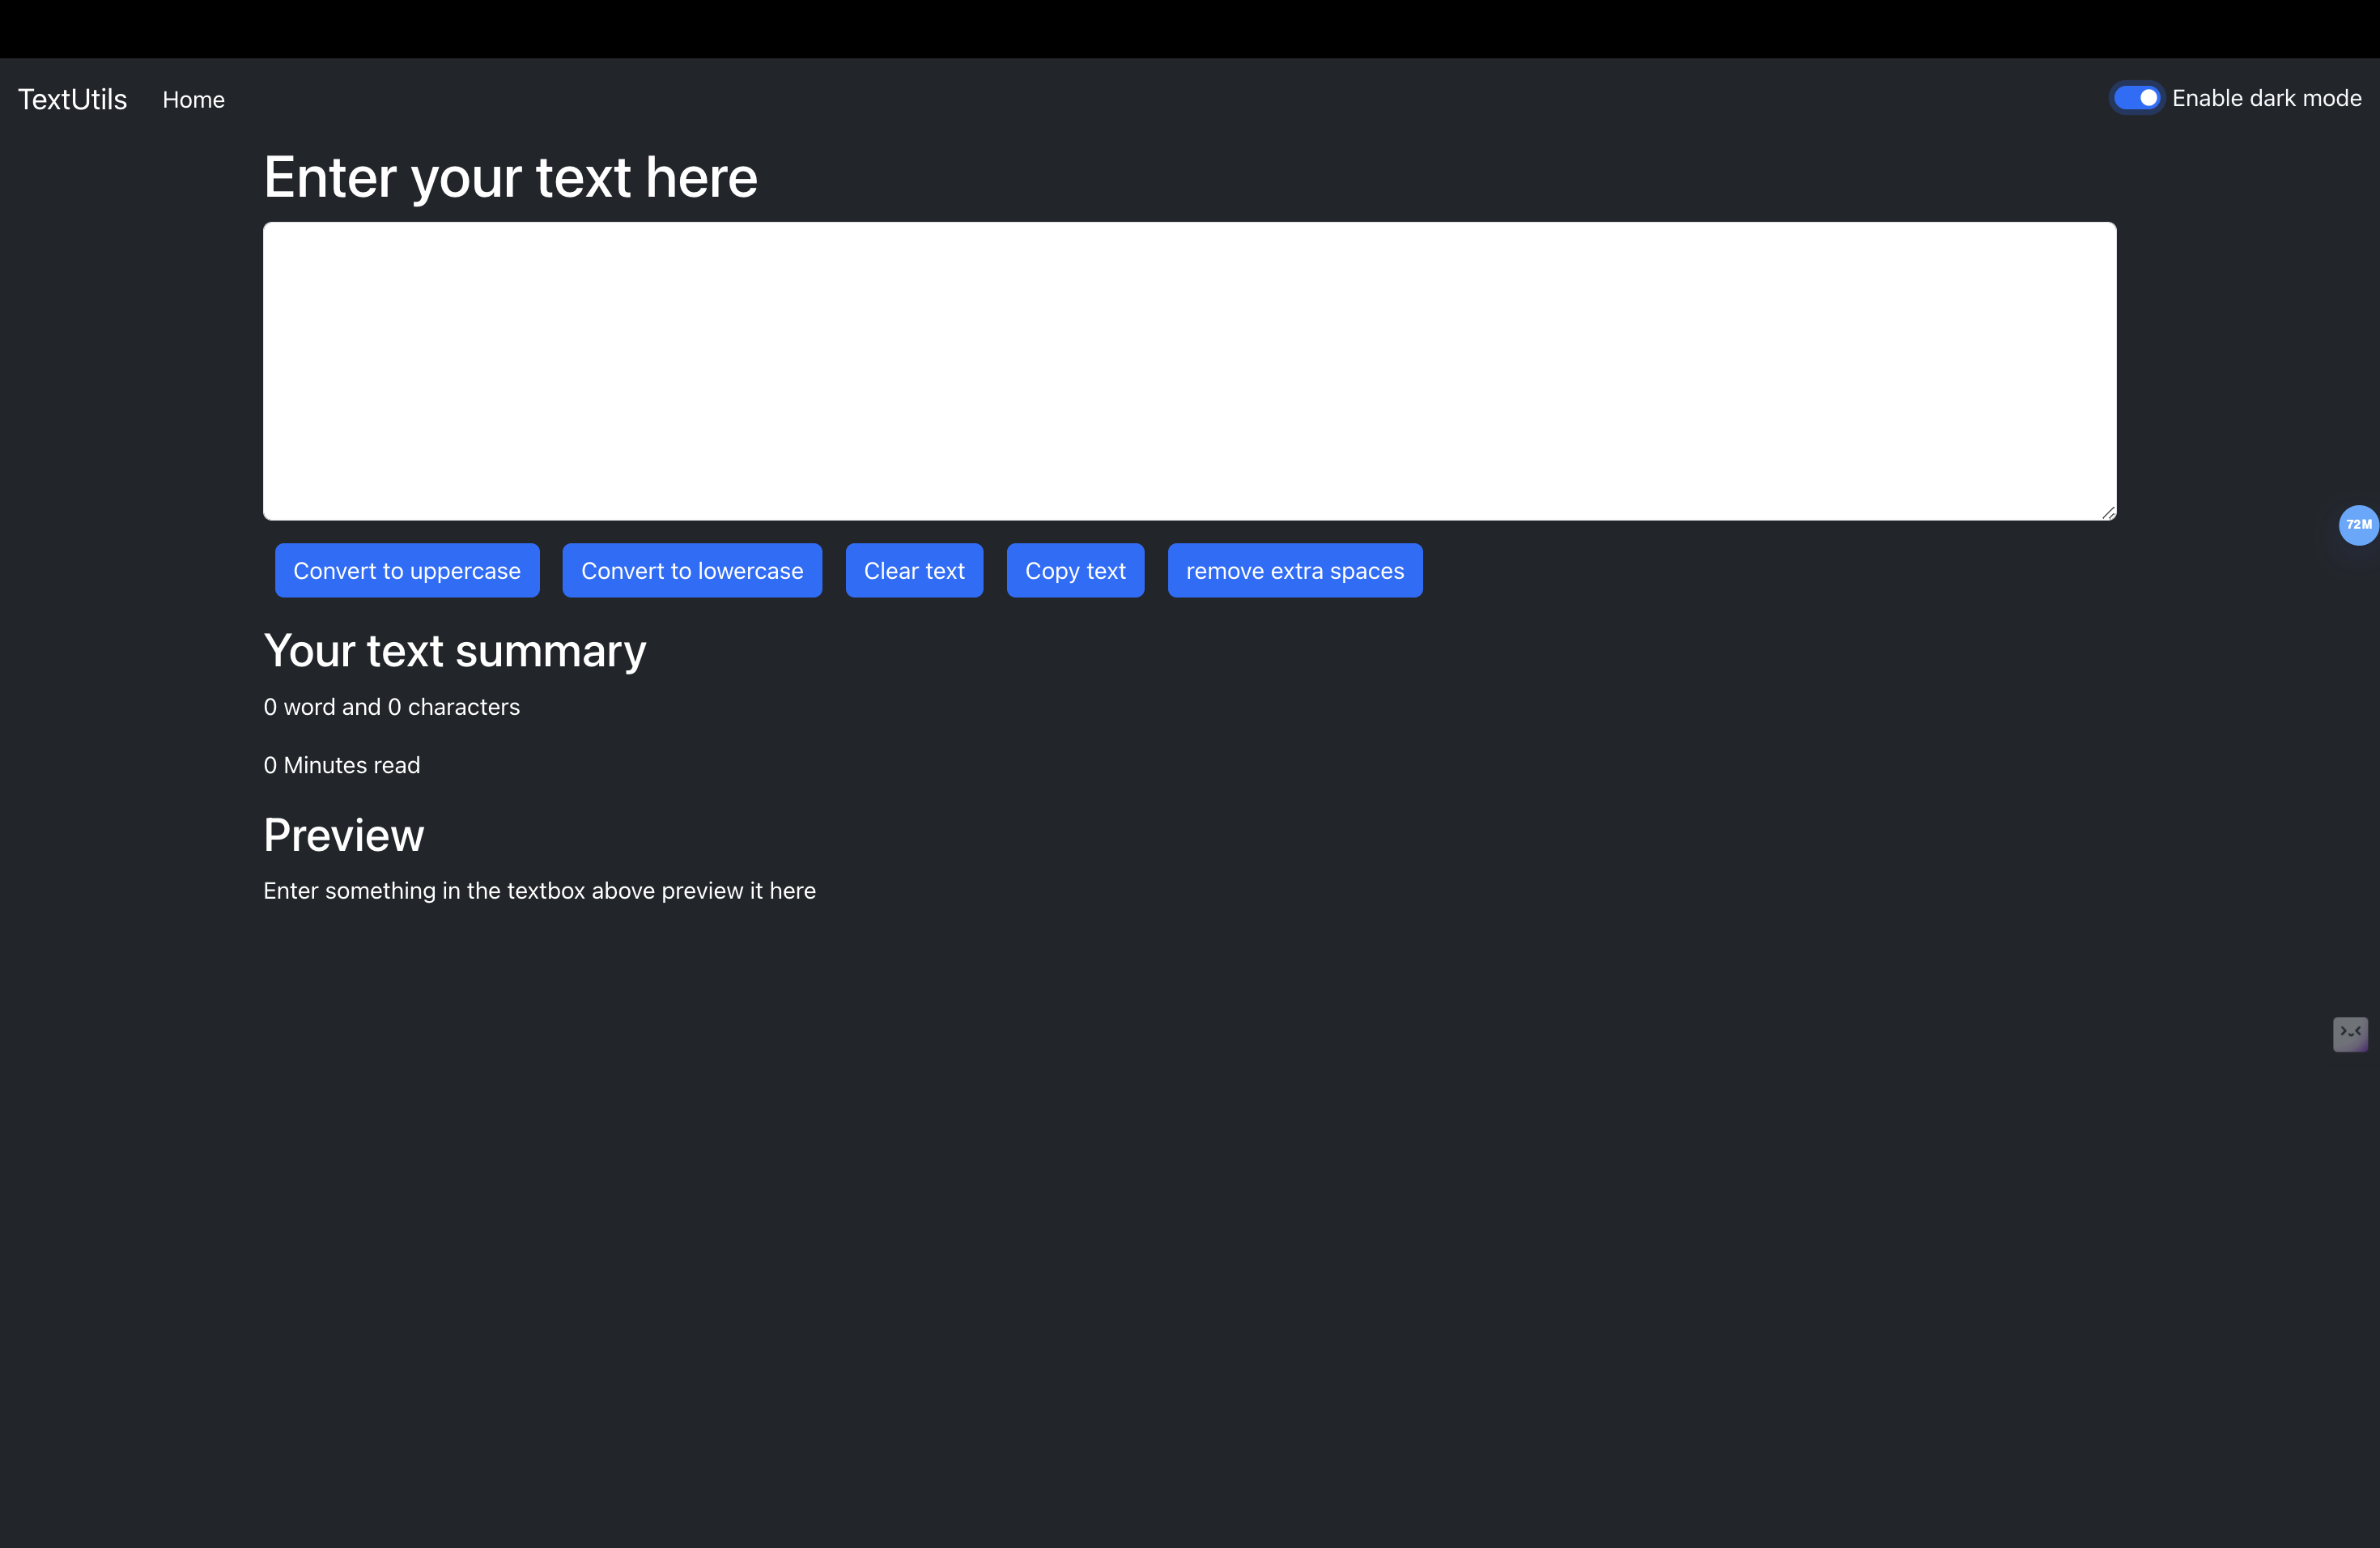 TextUtils Home Enable dark mode
Enter your text here
72M
Convert to uppercase Convert to lowercase Clear text Copy text remove extra spaces
Your text summary
0 word and 0 characters
0 Minutes read
Preview
Enter something in the textbox above preview it here